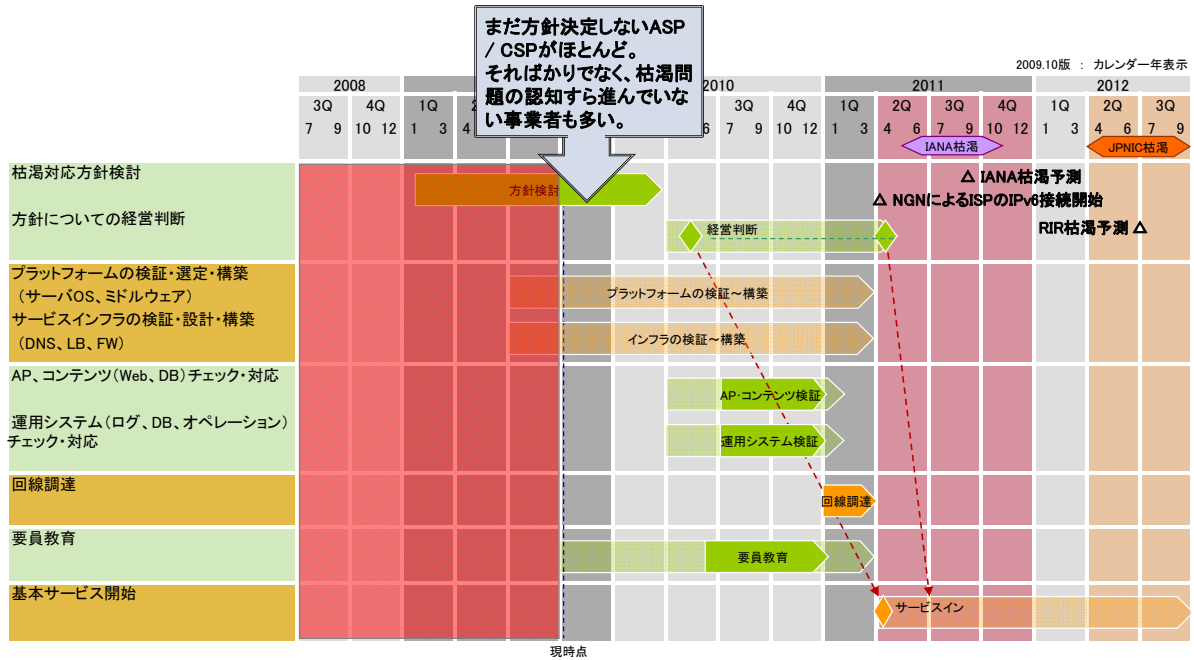 まだ方針決定しないASP
/ CSPがほとんど。
そればかりでなく、枯渇問
題の認知すら進んでいな
い事業者も多い。
2009.10版 : カレンダー年表示
2008 2010 2011 2012
3Q 4Q 1Q 3Q 4Q 1Q 2Q 3Q 4Q 1Q 2Q 3Q
7 9 10 12 1 3 4 6 7 9 10 12 1 3 4 6 7 9 10 12 1 3 4 6 7 9
IANA枯渇 JPNIC枯渇
枯渇対応方針検討
方針検討
△ IANA枯渇予測
△ NGNによるISPのIPv6接続開始
方針についての経営判断
経営判断
RIR枯渇予測 △
プラットフォームの検証・選定・構築
(サーバOS、ミドルウェア)
プラットフォームの検証~構築
サービスインフラの検証・設計・構築
(DNS、LB、FW)
インフラの検証~構築
AP、コンテンツ(Web、DB)チェック・対応
AP・コンテンツ検証
運用システム(ログ、DB、オペレーション)
チェック・対応
運用システム検証
回線調達
回線調達
要員教育
要員教育
基本サービス開始
サービスイン
現時点